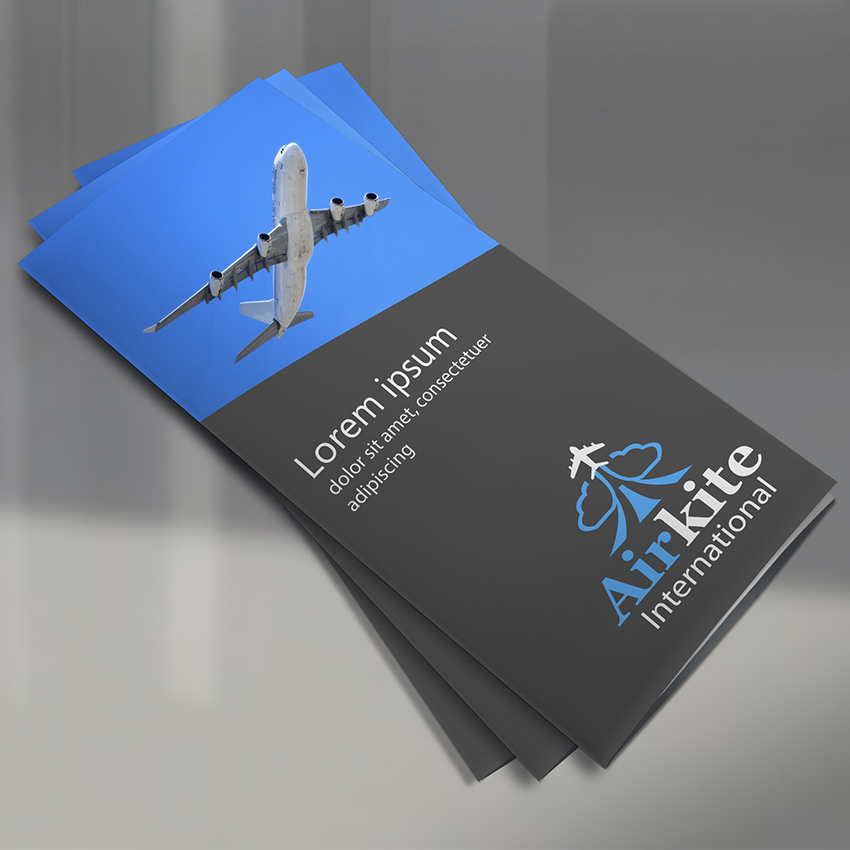 Lorem ipsum
dolor sit amet, consectetuer
adipiscing
Airkite
International